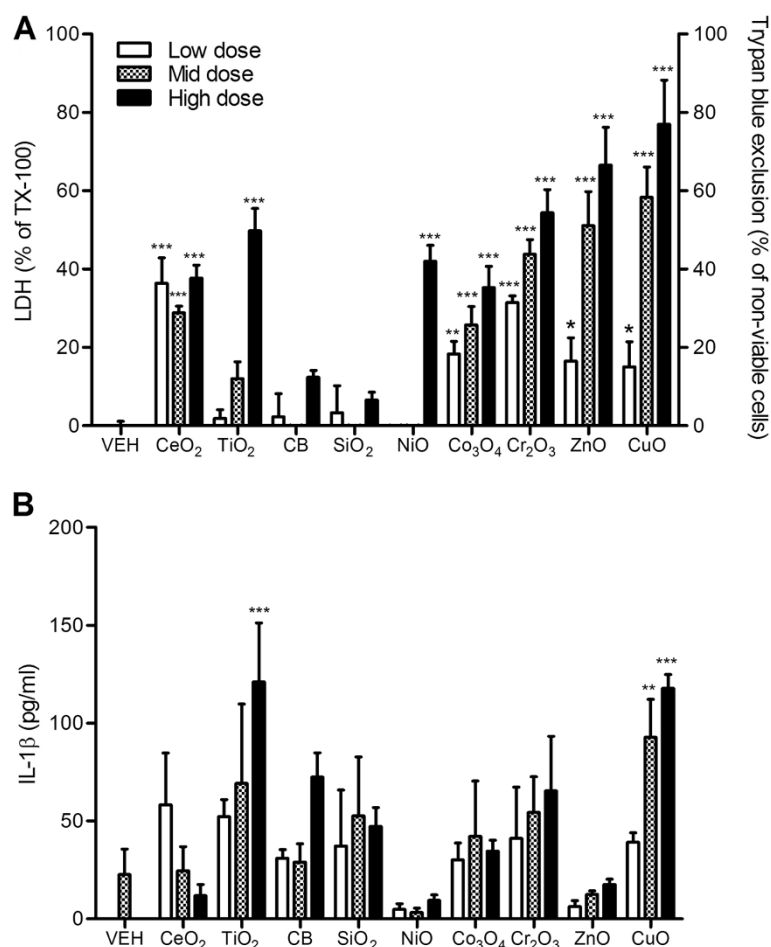 A
Low dose
Mid dose
High dose
LDH (% of TX-100)
100
80
60
40
20
0
*** *** ***
***
***
** *** ***
*** *** ***
* *** ***
* *** ***
100
80
60
40
20
0
Trypan blue exclusion (% of non-viable cells)
VEH CeO₂ TiO₂ CB SiO₂ NiO Co₃O₄ Cr₂O₃ ZnO CuO
B
IL-1β (pg/ml)
200
150
100
50
0
***
** ***
VEH CeO₂ TiO₂ CB SiO₂ NiO Co₃O₄ Cr₂O₃ ZnO CuO